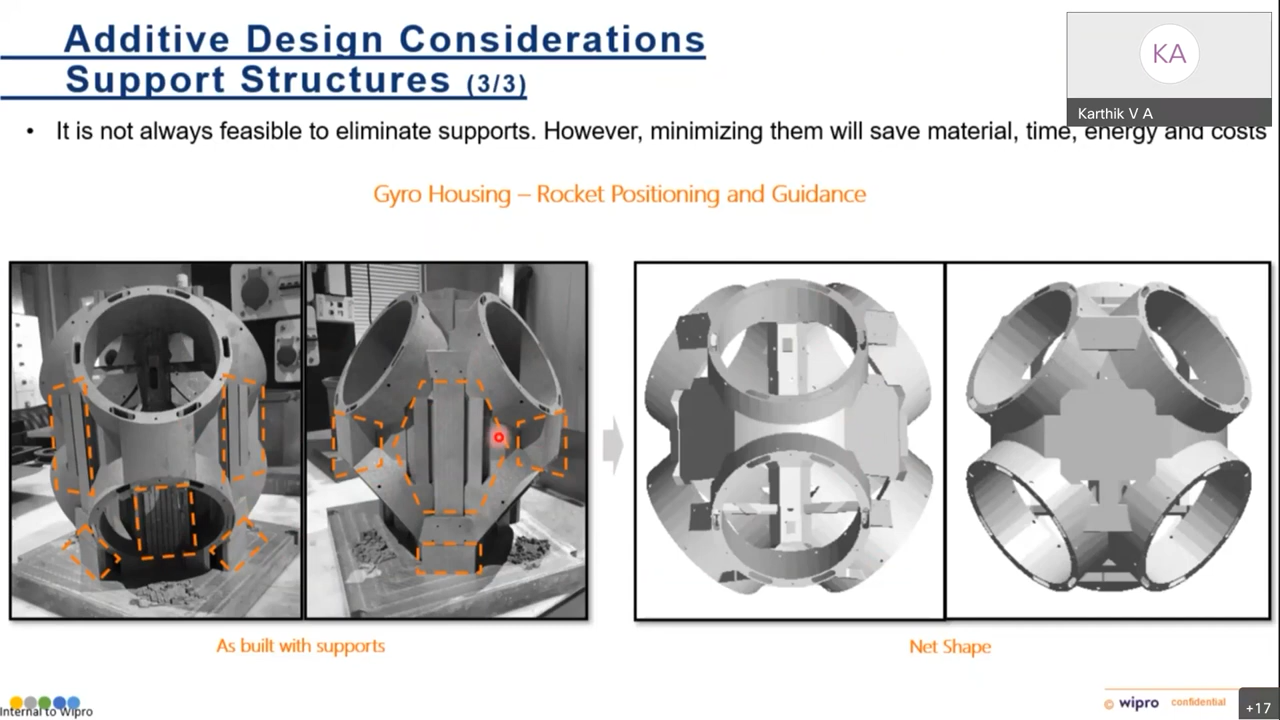 Additive Design Considerations
Support Structures (3/3)
KA
Karthik V A
• It is not always feasible to eliminate supports. However, minimizing them will save material, time, energy and costs
Gyro Housing – Rocket Positioning and Guidance
As built with supports
Net Shape
Internal to Wipro
© wipro confidential
+17